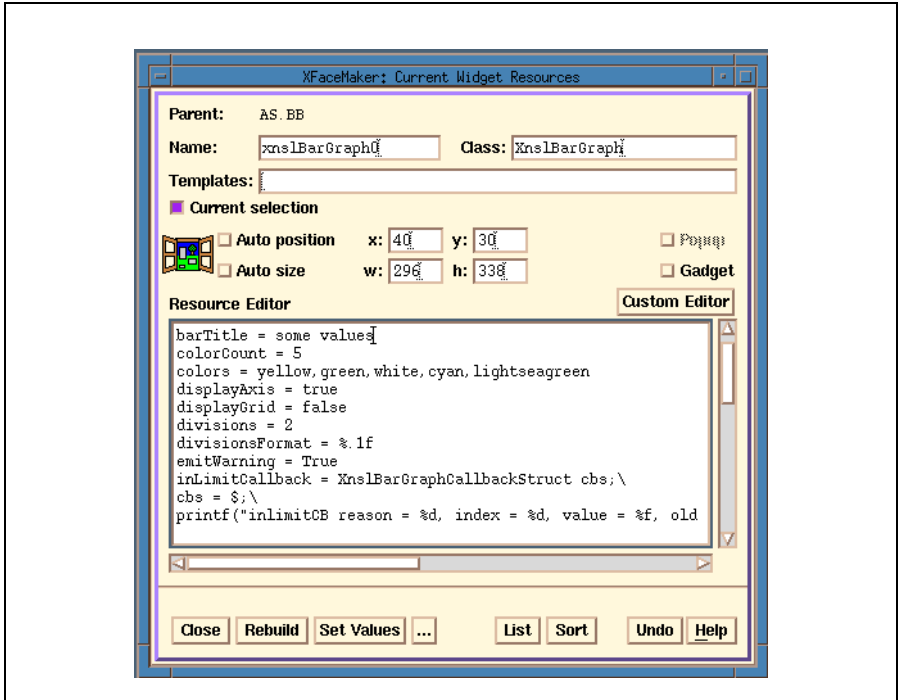 XFaceMaker: Current Widget Resources
Parent: AS.BB
Name: xnslBarGraph0 Class: XnslBarGraph
Templates:
Current selection
Auto position x: 40 y: 30 Popup
Auto size w: 296 h: 338 Gadget
Resource Editor Custom Editor
barTitle = some values
colorCount = 5
colors = yellow,green,white,cyan,lightseagreen
displayAxis = true
displayGrid = false
divisions = 2
divisionsFormat = %.1f
emitWarning = True
inLimitCallback = XnslBarGraphCallbackStruct cbs;\
cbs = $;\
printf("inlimitCB reason = %d, index = %d, value = %f, old
Close Rebuild Set Values ... List Sort Undo Help